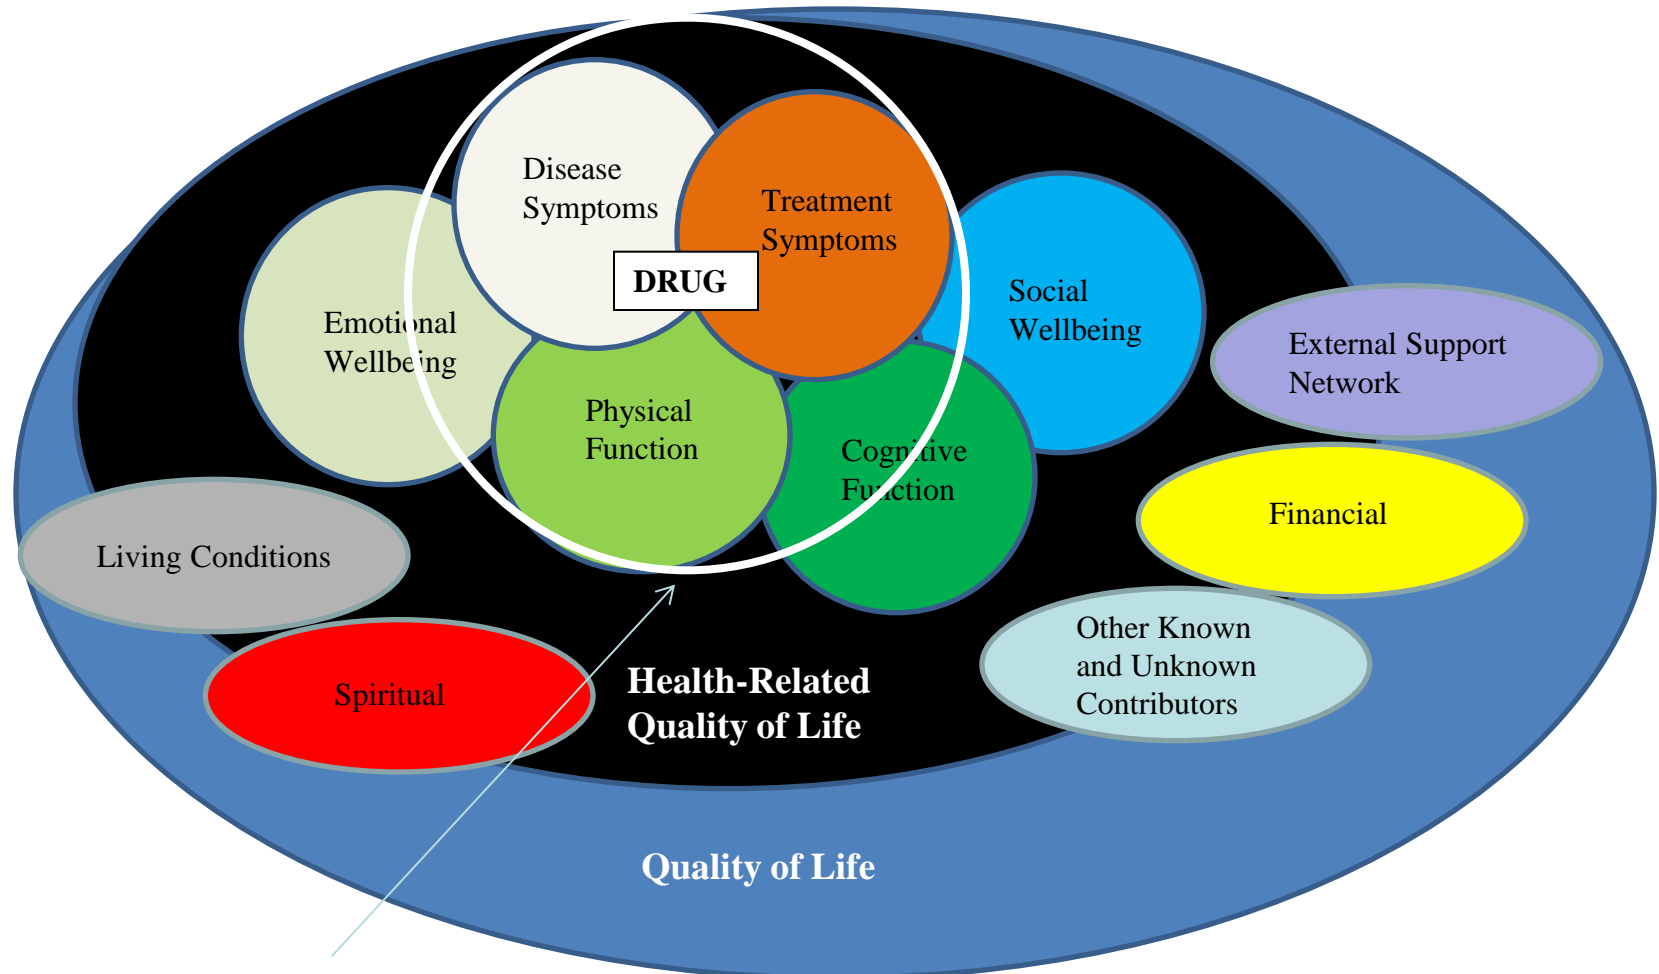 Disease
Symptoms
Treatment
Symptoms
DRUG
Emotional
Wellbeing
Social
Wellbeing
External Support
Network
Physical
Function
Cognitive
Function
Financial
Living Conditions
Other Known
and Unknown
Contributors
Spiritual
Health-Related
Quality of Life
Quality of Life